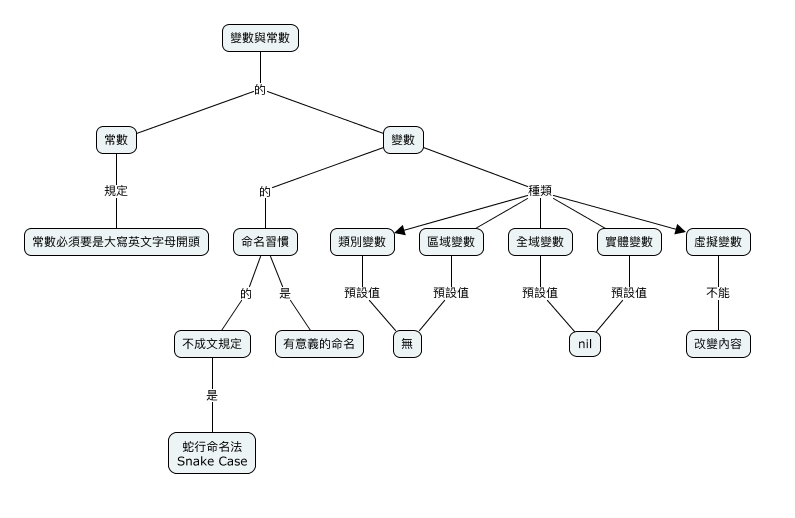 變數與常數
的
常數
變數
規定
的
種類
常數必須要是大寫英文字母開頭
命名習慣
類別變數
區域變數
全域變數
實體變數
虛擬變數
的
是
預設值
預設值
預設值
預設值
不能
不成文規定
有意義的命名
無
nil
改變內容
是
蛇行命名法
Snake Case